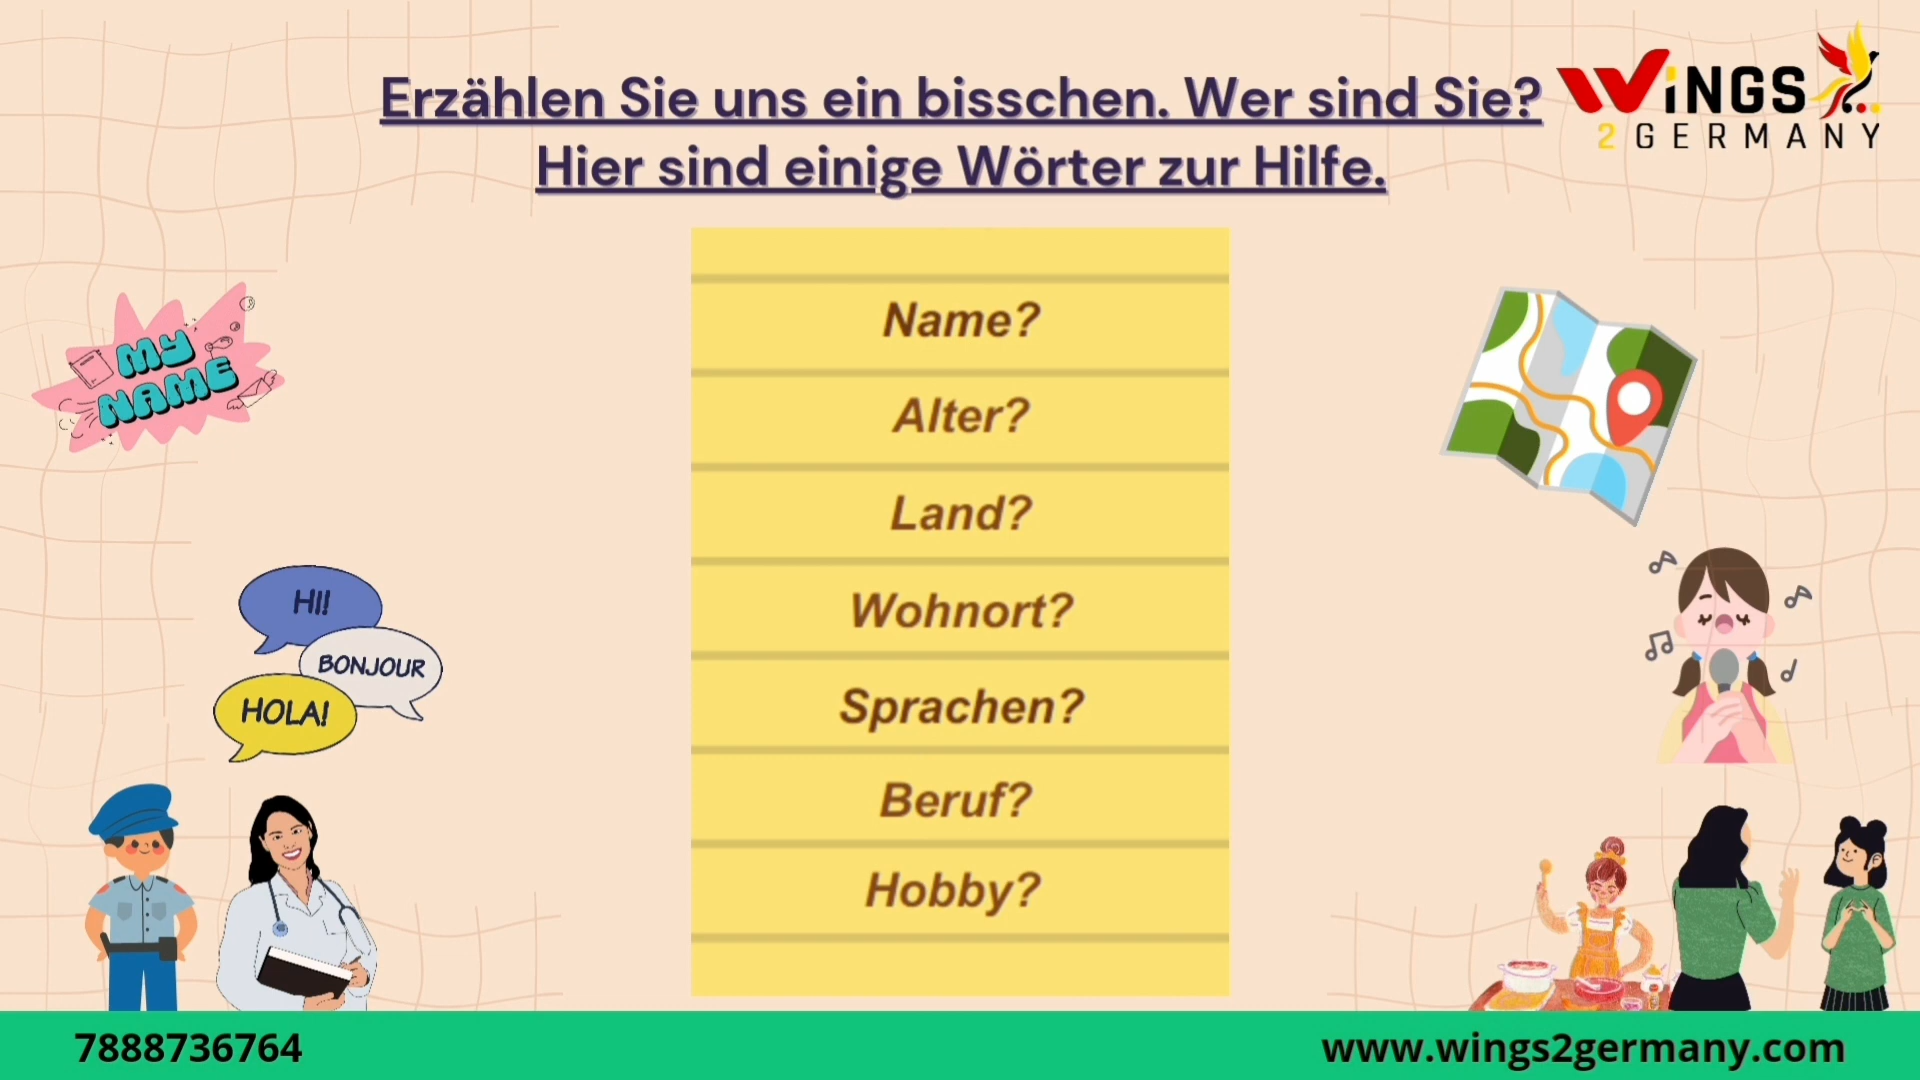 Erzählen Sie uns ein bisschen. Wer sind Sie?
Hier sind einige Wörter zur Hilfe.
WiNGS
2 GERMANY
Name?
Alter?
Land?
Wohnort?
Sprachen?
Beruf?
Hobby?
MY
NAME
HI!
BONJOUR
HOLA!
7888736764
www.wings2germany.com